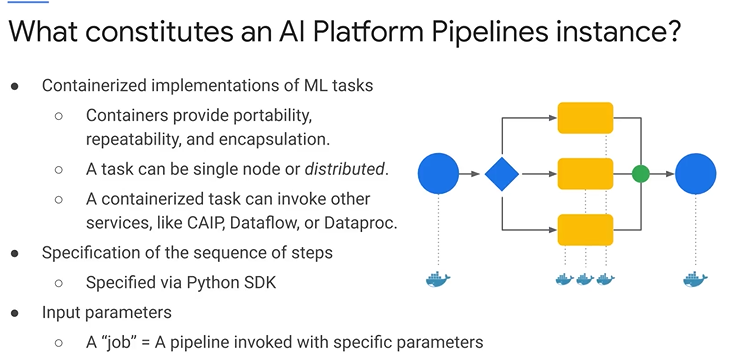 What constitutes an AI Platform Pipelines instance?
● Containerized implementations of ML tasks
○ Containers provide portability,
repeatability, and encapsulation.
○ A task can be single node or distributed.
○ A containerized task can invoke other
services, like CAIP, Dataflow, or Dataproc.
● Specification of the sequence of steps
○ Specified via Python SDK
● Input parameters
○ A “job” = A pipeline invoked with specific parameters